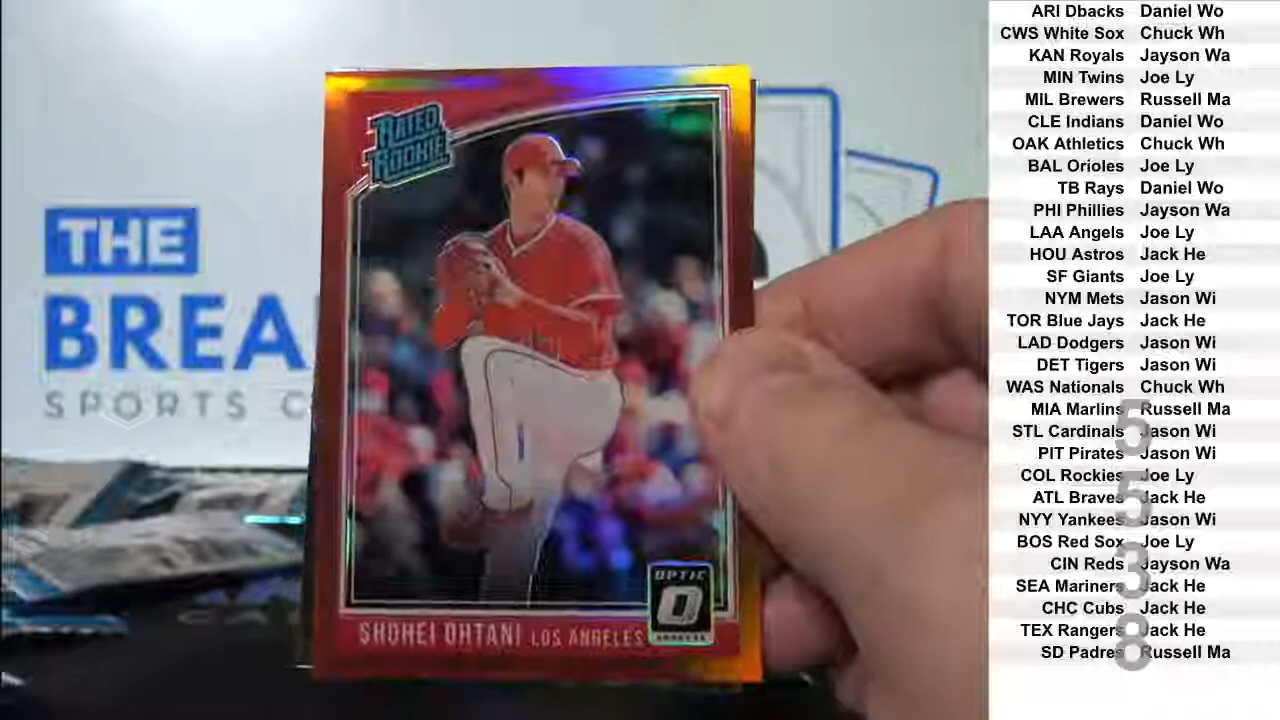 THE
BREA
SPORTS C
RATED
ROOKIE
SHOHEI OHTANI LOS ANGELES
OPTIC
O
DONRUSS
ARI Dbacks Daniel Wo
CWS White Sox Chuck Wh
KAN Royals Jayson Wa
MIN Twins Joe Ly
MIL Brewers Russell Ma
CLE Indians Daniel Wo
OAK Athletics Chuck Wh
BAL Orioles Joe Ly
TB Rays Daniel Wo
PHI Phillies Jayson Wa
LAA Angels Joe Ly
HOU Astros Jack He
SF Giants Joe Ly
NYM Mets Jason Wi
TOR Blue Jays Jack He
LAD Dodgers Jason Wi
DET Tigers Jason Wi
WAS Nationals Chuck Wh
MIA Marlins Russell Ma
STL Cardinals Jason Wi
PIT Pirates Jason Wi
COL Rockies Joe Ly
ATL Braves Jack He
NYY Yankees Jason Wi
BOS Red Sox Joe Ly
CIN Reds Jayson Wa
SEA Mariners Jack He
CHC Cubs Jack He
TEX Rangers Jack He
SD Padres Russell Ma
5
5
3
8